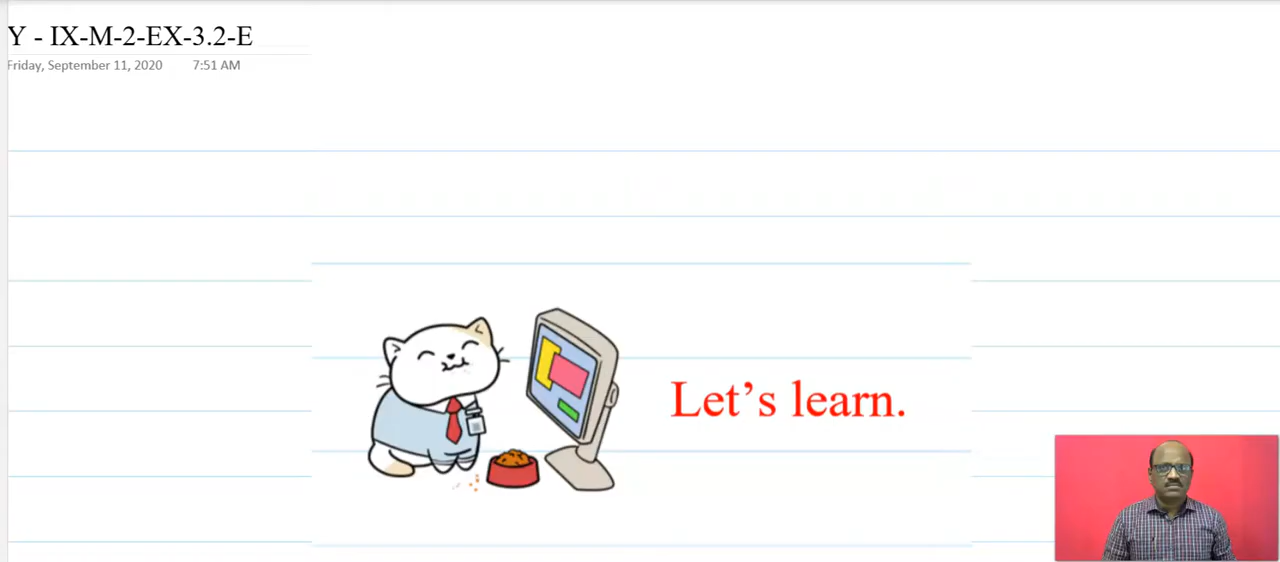 Y - IX-M-2-EX-3.2-E
Friday, September 11, 2020 7:51 AM
Let's learn.